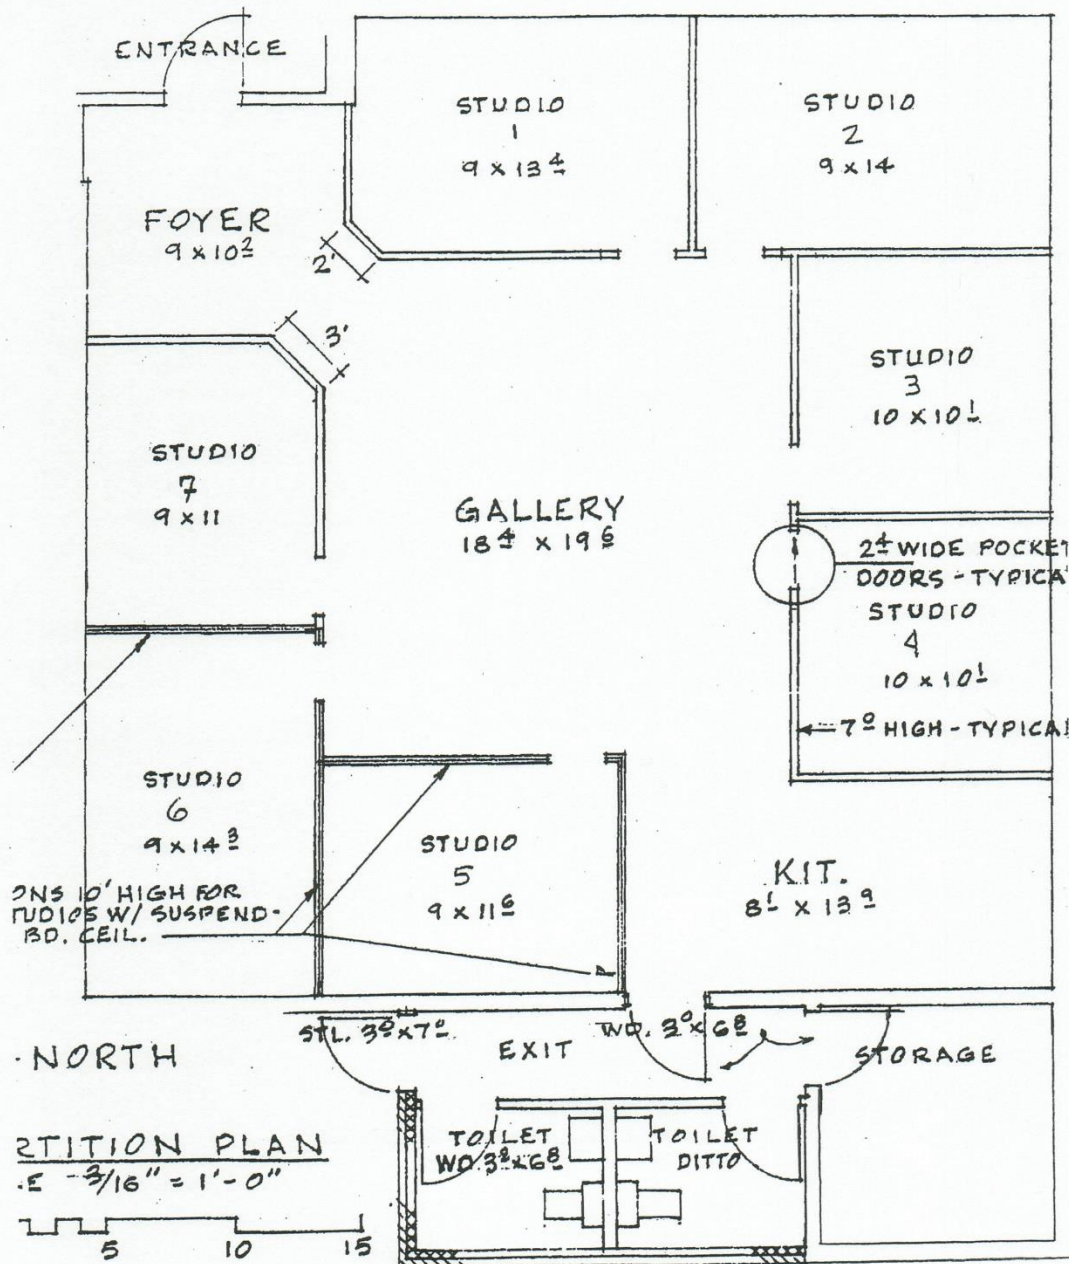 ENTRANCE
STUDIO
1
9 x 13 4
STUDIO
2
9 x 14
FOYER
9 x 10 2
2'
3'
STUDIO
3
10 x 10 1
STUDIO
7
9 x 11
GALLERY
18 4 x 19 6
2 4 WIDE POCKET
DOORS - TYPICA
STUDIO
4
10 x 10 1
7 0 HIGH - TYPICAL
STUDIO
6
9 x 14 3
STUDIO
5
9 x 11 6
KIT.
8 1 x 13 9
ONS 10' HIGH FOR
TUDIOS W/ SUSPEND-
BD. CEIL.
STL. 3 0 x 7 0
WD. 3 0 x 6 8
EXIT
STORAGE
NORTH
RTITION PLAN
E 3/16" = 1'-0"
5 10 15
TOILET
WD. 3 8 x 6 8
TOILET
DITTO